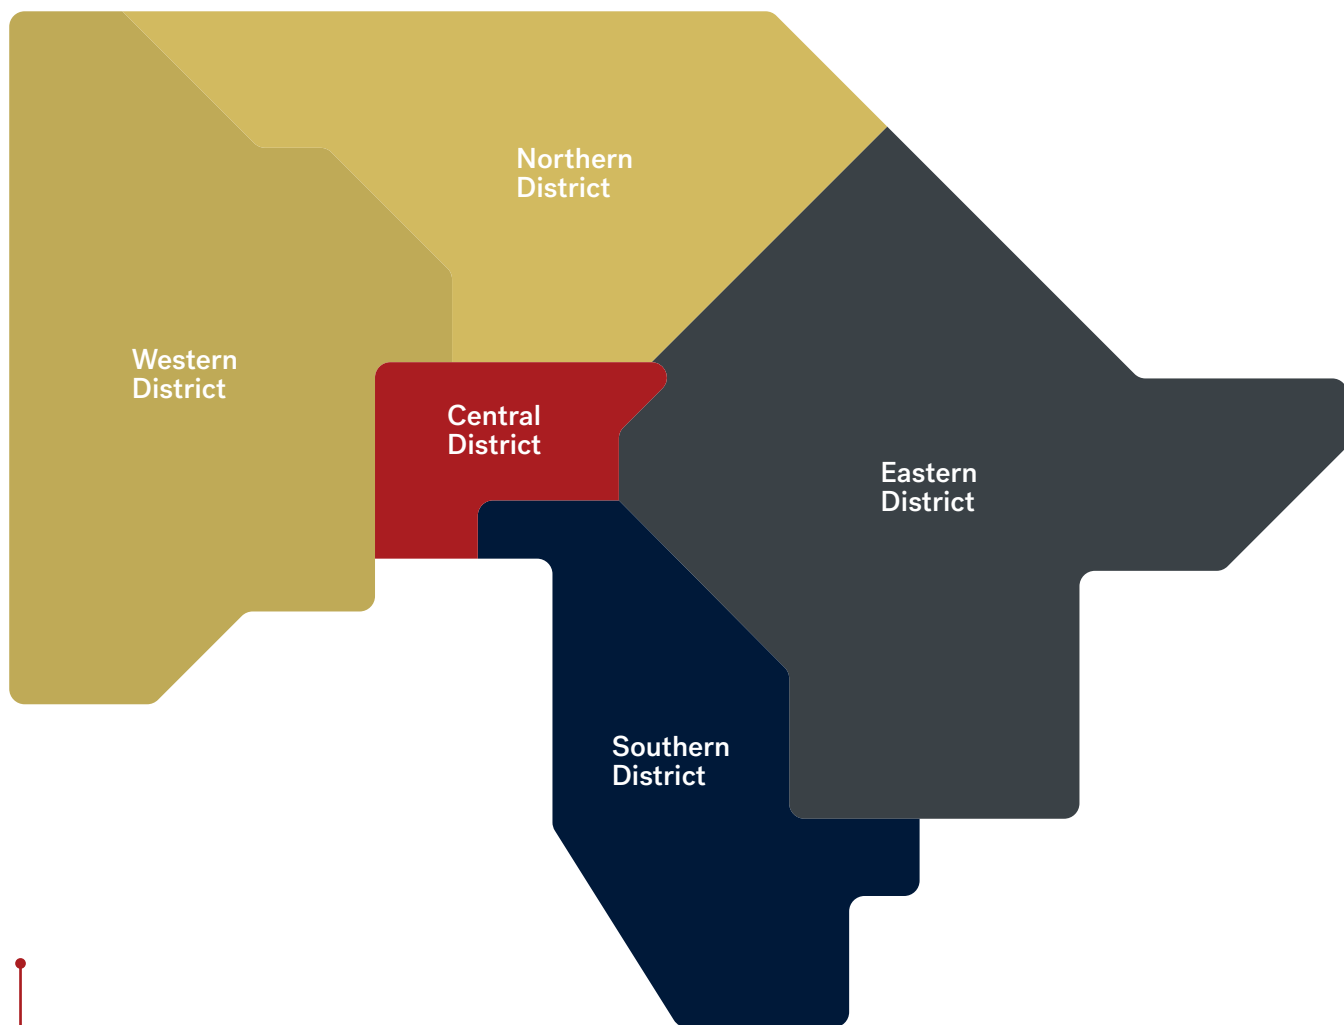 Northern
District
Western
District
Central
District
Eastern
District
Southern
District